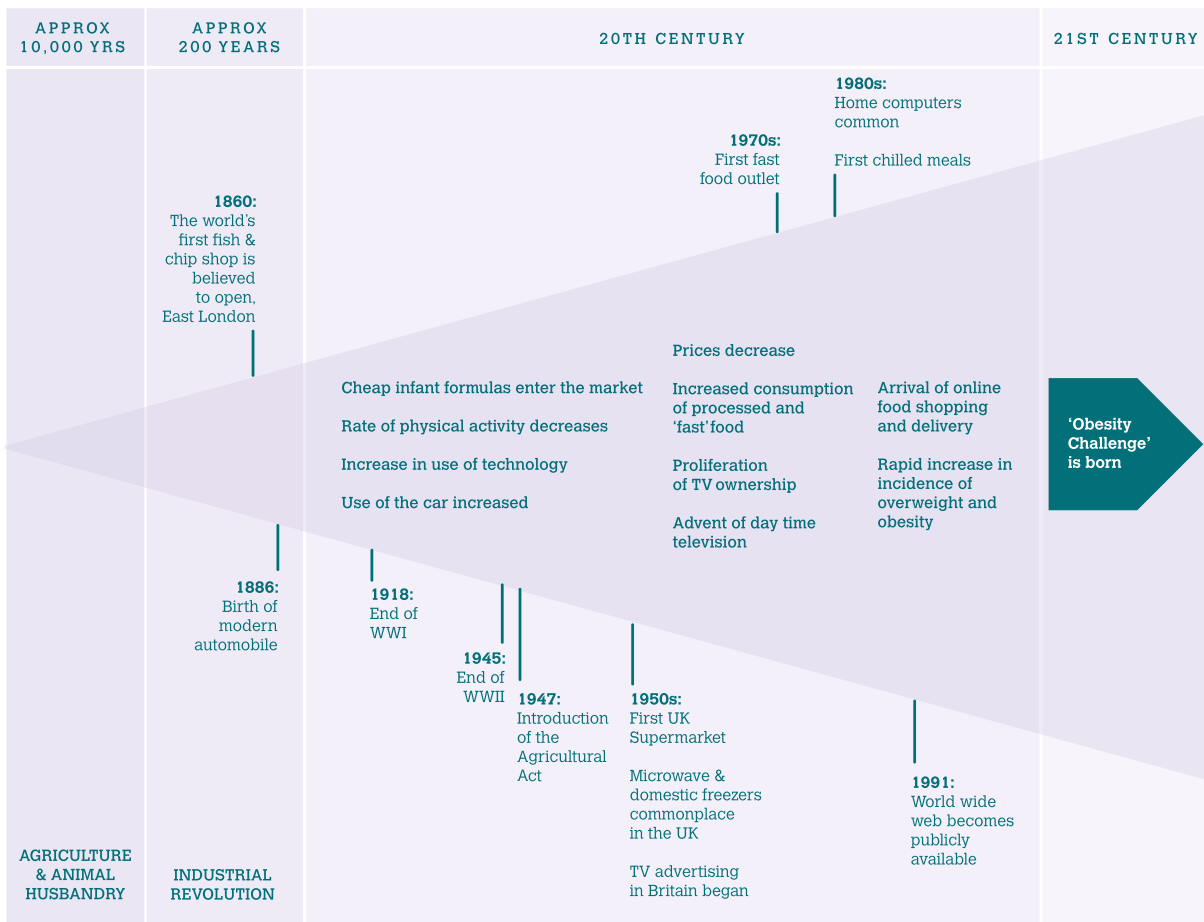 APPROX
10,000 YRS
APPROX
200 YEARS
20TH CENTURY
21ST CENTURY
1860:
The world's
first fish &
chip shop is
believed
to open,
East London
1970s:
First fast
food outlet
1980s:
Home computers
common
First chilled meals
Cheap infant formulas enter the market
Rate of physical activity decreases
Increase in use of technology
Use of the car increased
Prices decrease
Increased consumption
of processed and
‘fast’ food
Proliferation
of TV ownership
Advent of day time
television
Arrival of online
food shopping
and delivery
Rapid increase in
incidence of
overweight and
obesity
‘Obesity
Challenge’
is born
1886:
Birth of
modern
automobile
1918:
End of
WWI
1945:
End of
WWII
1947:
Introduction
of the
Agricultural
Act
1950s:
First UK
Supermarket
Microwave &
domestic freezers
commonplace
in the UK
TV advertising
in Britain began
1991:
World wide
web becomes
publicly
available
AGRICULTURE
& ANIMAL
HUSBANDRY
INDUSTRIAL
REVOLUTION